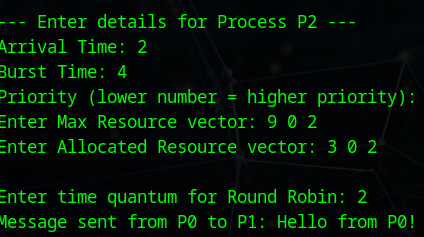 --- Enter details for Process P2 ---
Arrival Time: 2
Burst Time: 4
Priority (lower number = higher priority):
Enter Max Resource vector: 9 0 2
Enter Allocated Resource vector: 3 0 2
Enter time quantum for Round Robin: 2
Message sent from P0 to P1: Hello from P0!